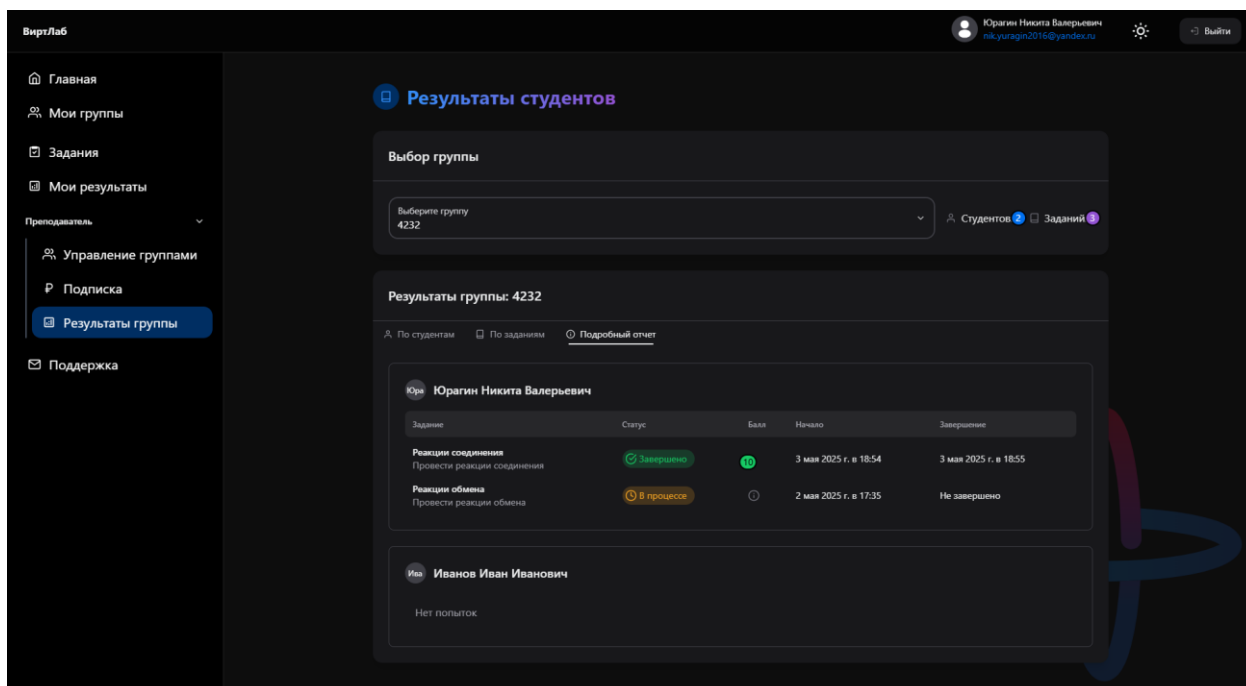 ВиртЛаб
Юрагин Никита Валерьевич
nik.yuragin2016@yandex.ru
Выйти
Главная
Мои группы
Задания
Мои результаты
Преподаватель
Управление группами
Подписка
Результаты группы
Поддержка
Результаты студентов
Выбор группы
Выберите группу
4232
Студентов 2 Заданий 3
Результаты группы: 4232
По студентам По заданиям Подробный отчет
Юра Юрагин Никита Валерьевич
Задание Статус Балл Начало Завершение
Реакции соединения
Провести реакции соединения
Завершено 10 3 мая 2025 г. в 18:54 3 мая 2025 г. в 18:55
Реакции обмена
Провести реакции обмена
В процессе 2 мая 2025 г. в 17:35 Не завершено
Ива Иванов Иван Иванович
Нет попыток